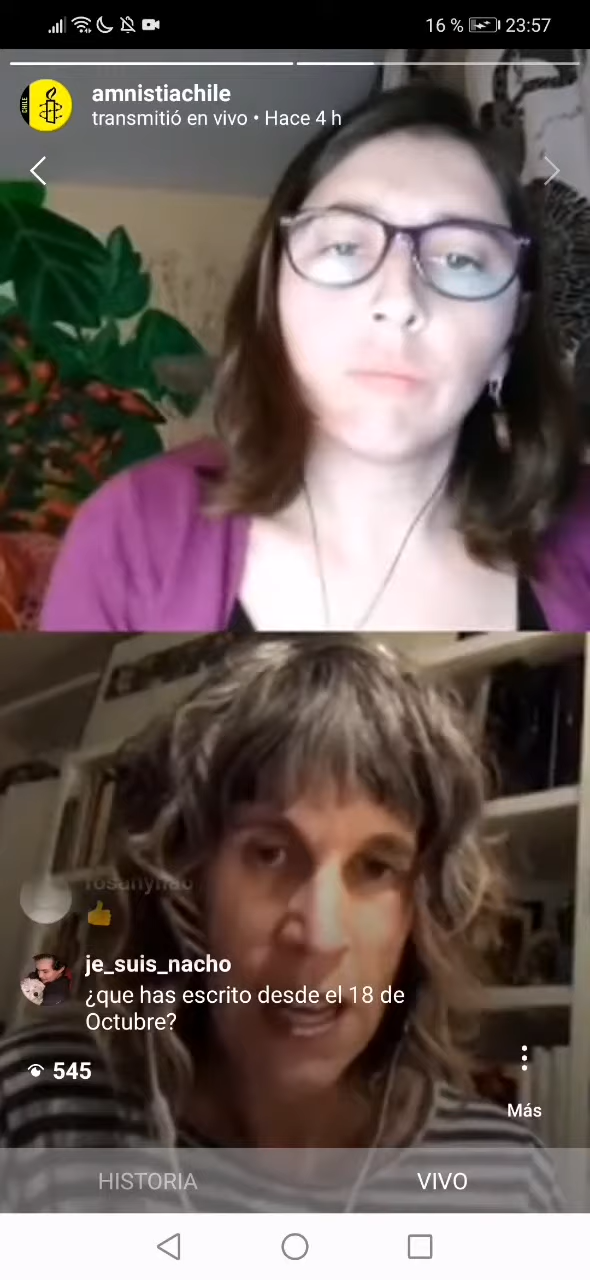 16 % 23:57
amnistiachile
transmitió en vivo • Hace 4 h
CHILE
je_suis_nacho
¿que has escrito desde el 18 de
Octubre?
545
Más
HISTORIA VIVO